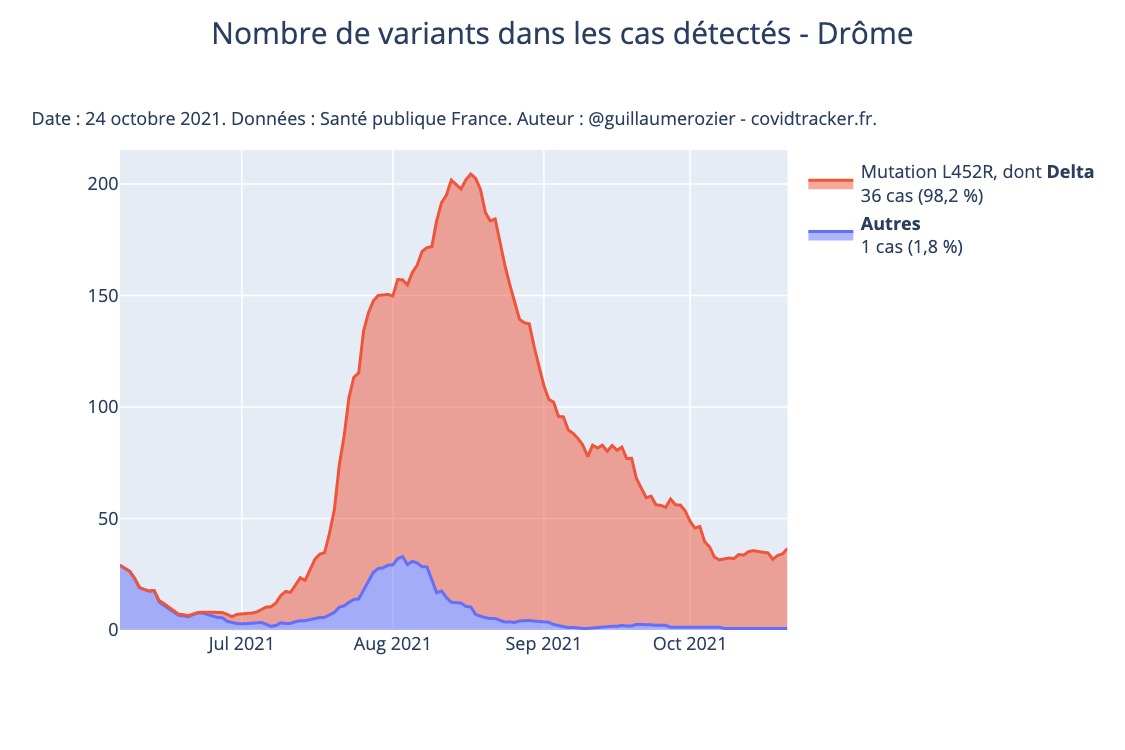 Nombre de variants dans les cas détectés - Drôme
Date : 24 octobre 2021. Données : Santé publique France. Auteur : @guillaumerozier - covidtracker.fr.
Mutation L452R, dont Delta
36 cas (98,2 %)
Autres
1 cas (1,8 %)
200
150
100
50
0
Jul 2021
Aug 2021
Sep 2021
Oct 2021